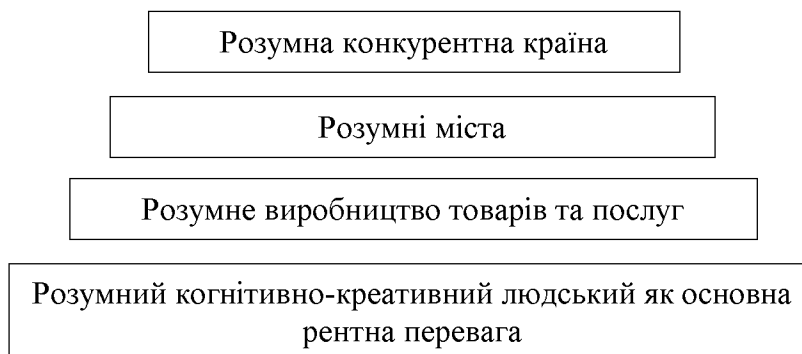 Розумна конкурентна країна
Розумні міста
Розумне виробництво товарів та послуг
Розумний когнітивно-креативний людський як основна
рентна перевага